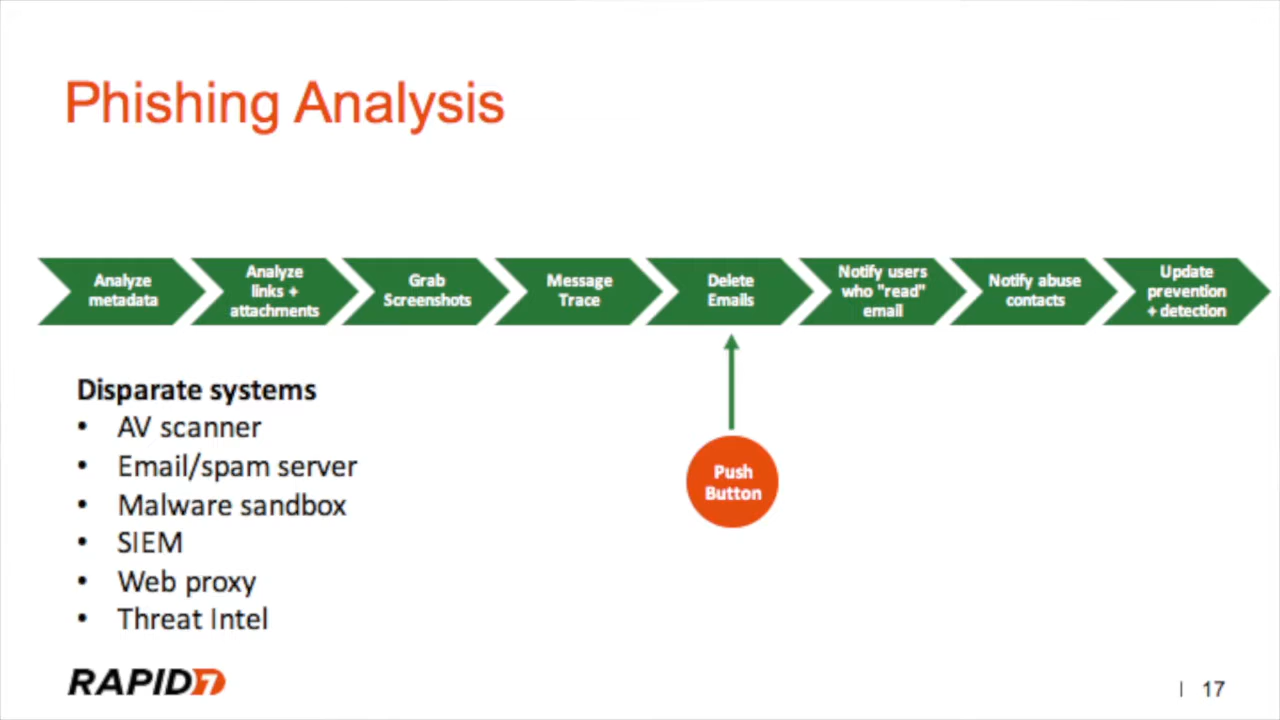 Phishing Analysis
Analyze
metadata
Analyze
links +
attachments
Grab
Screenshots
Message
Trace
Delete
Emails
Notify users
who "read"
email
Notify abuse
contacts
Update
prevention
+ detection
Push
Button
Disparate systems
• AV scanner
• Email/spam server
• Malware sandbox
• SIEM
• Web proxy
• Threat Intel
RAPID7
| 17